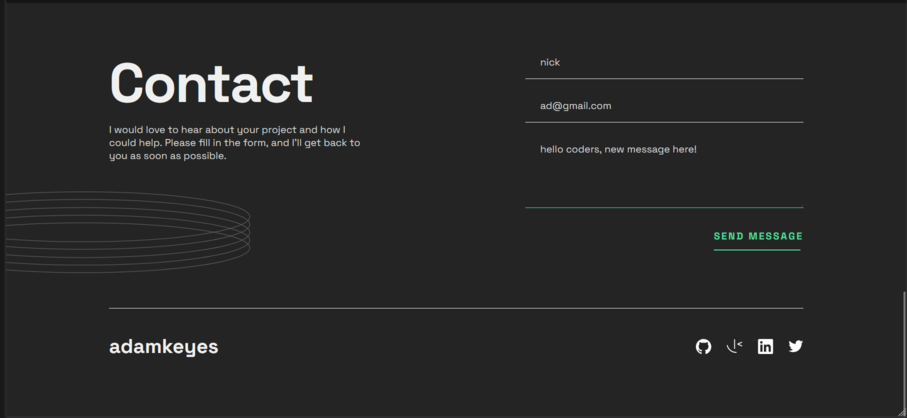 Contact
I would love to hear about your project and how I
could help. Please fill in the form, and I'll get back to
you as soon as possible.
nick
ad@gmail.com
hello coders, new message here!
SEND MESSAGE
adamkeyes